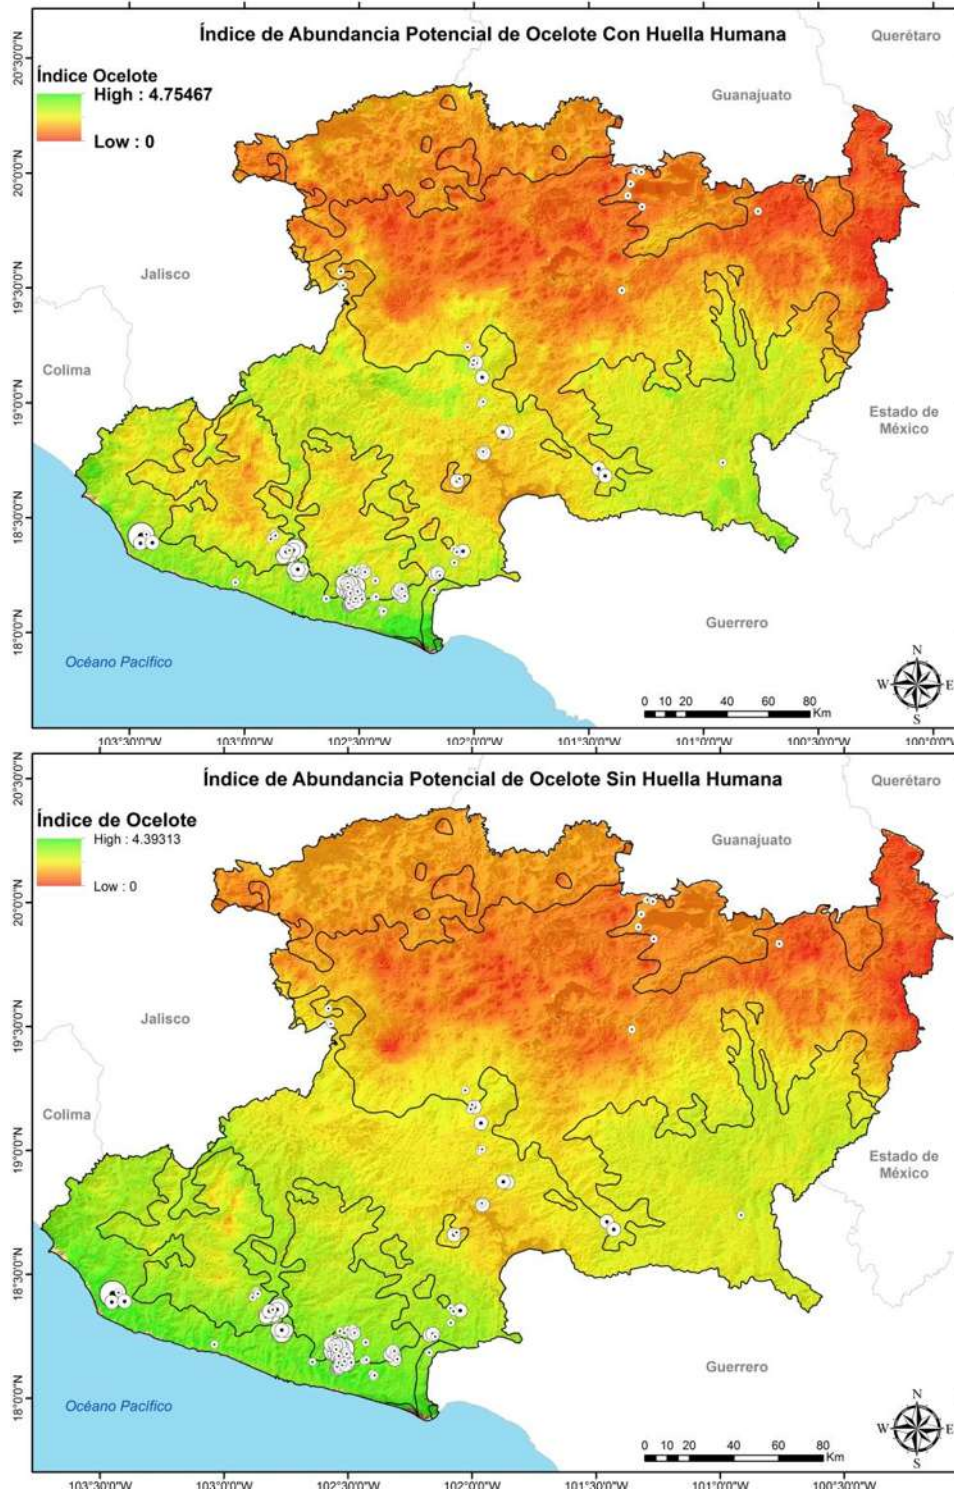 Índice de Abundancia Potencial de Ocelote Con Huella Humana
Querétaro
20°30'0"N
Índice Ocelote
High : 4.75467
Low : 0
Guanajuato
20°0'0"N
Jalisco
19°30'0"N
Colima
19°0'0"N
Estado de
México
18°30'0"N
Guerrero
18°0'0"N
Océano Pacífico
N
W E
S
0 10 20 40 60 80
Km
103°30'0"W 103°0'0"W 102°30'0"W 102°0'0"W 101°30'0"W 101°0'0"W 100°30'0"W 100°0'0"W
Índice de Abundancia Potencial de Ocelote Sin Huella Humana
Querétaro
20°30'0"N
Índice de Ocelote
High : 4.39313
Low : 0
Guanajuato
20°0'0"N
Jalisco
19°30'0"N
Colima
19°0'0"N
Estado de
México
18°30'0"N
Guerrero
18°0'0"N
Océano Pacífico
N
W E
S
0 10 20 40 60 80
Km
103°30'0"W 103°0'0"W 102°30'0"W 102°0'0"W 101°30'0"W 101°0'0"W 100°30'0"W